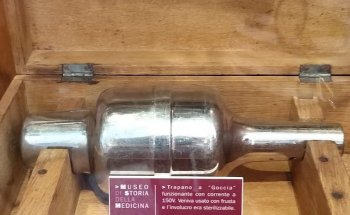 >MUSEO
DI STORIA
DELLA
MEDICINA
>Trapano a "Goccia"
funzionante con corrente a
150V. Veniva usato con frusta
e l'involucro era sterilizzabile.